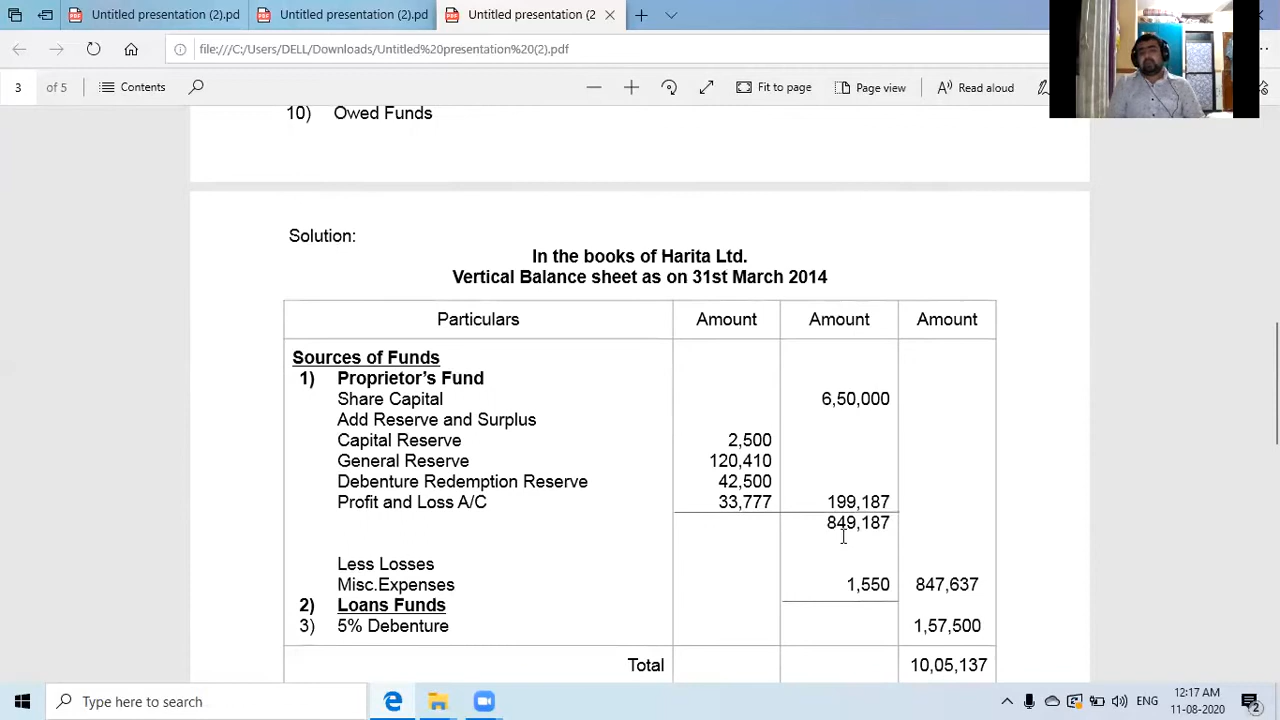 Untitled presentation (2).pd
Untitled presentation (2).pd
Untitled presentation (2
file:///C:/Users/DELL/Downloads/Untitled%20presentation%20(2).pdf
3 of 5 Contents Fit to page Page view Read aloud
10) Owed Funds
Solution:
In the books of Harita Ltd.
Vertical Balance sheet as on 31st March 2014
Particulars Amount Amount Amount
Sources of Funds
1) Proprietor’s Fund
Share Capital 6,50,000
Add Reserve and Surplus
Capital Reserve 2,500
General Reserve 120,410
Debenture Redemption Reserve 42,500
Profit and Loss A/C 33,777 199,187
849,187
Less Losses
Misc.Expenses 1,550 847,637
2) Loans Funds
3) 5% Debenture 1,57,500
Total 10,05,137
Type here to search
ENG
12:17 AM
11-08-2020
2